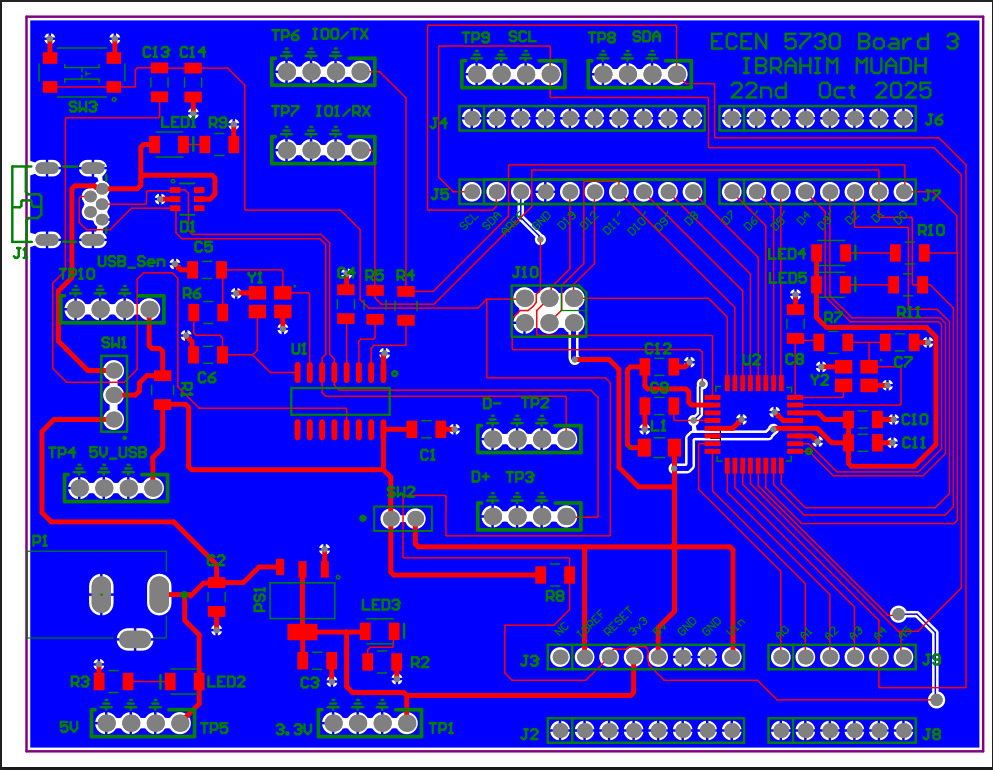 TP6 IO0/TX
TP9 SCL
TP8 SDA
ECEN 5730 Board 3
IBRAHIM MUADH
22nd Oct 2025
C13 C14
SW3
TP7 IO1/RX
LED1 R9
J4
J6
J5
J7
D1
SCL
SDA
GND
D13
D12
D11
D10
D9
D8
D7
D6
D5
D4
D3
D2
D0
J1
C5
USB_Sen
TP10
Y1
C4
R5
R4
J10
LED4
R10
LED5
R6
R11
SW1
C6
U1
R7
C8
C7
C12
U2
Y2
R1
C9
D- TP2
L1
C10
C11
C1
TP4 5V_USB
D+ TP3
SW2
P1
C2
PS1
R8
LED3
NC
IOREF
RESET
3v3
5v
GND
GND
Vin
A0
A1
A2
A3
A4
A5
J3
J9
C3
R2
R3
LED2
5V
TP5
3.3V
TP1
J2
J8